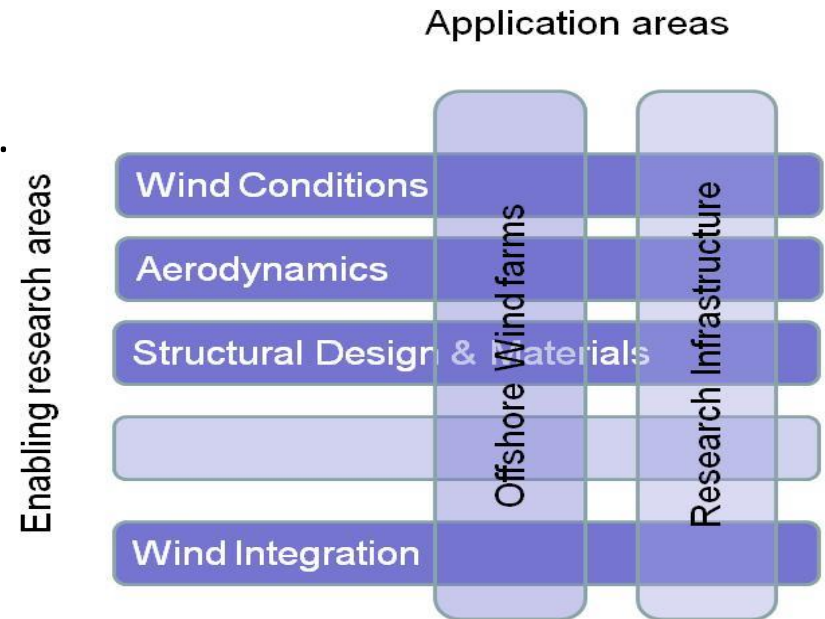 Application areas
.
Enabling research areas
Wind Conditions
Aerodynamics
Structural Design & Materials
Wind Integration
Offshore Wind farms
Research Infrastructure